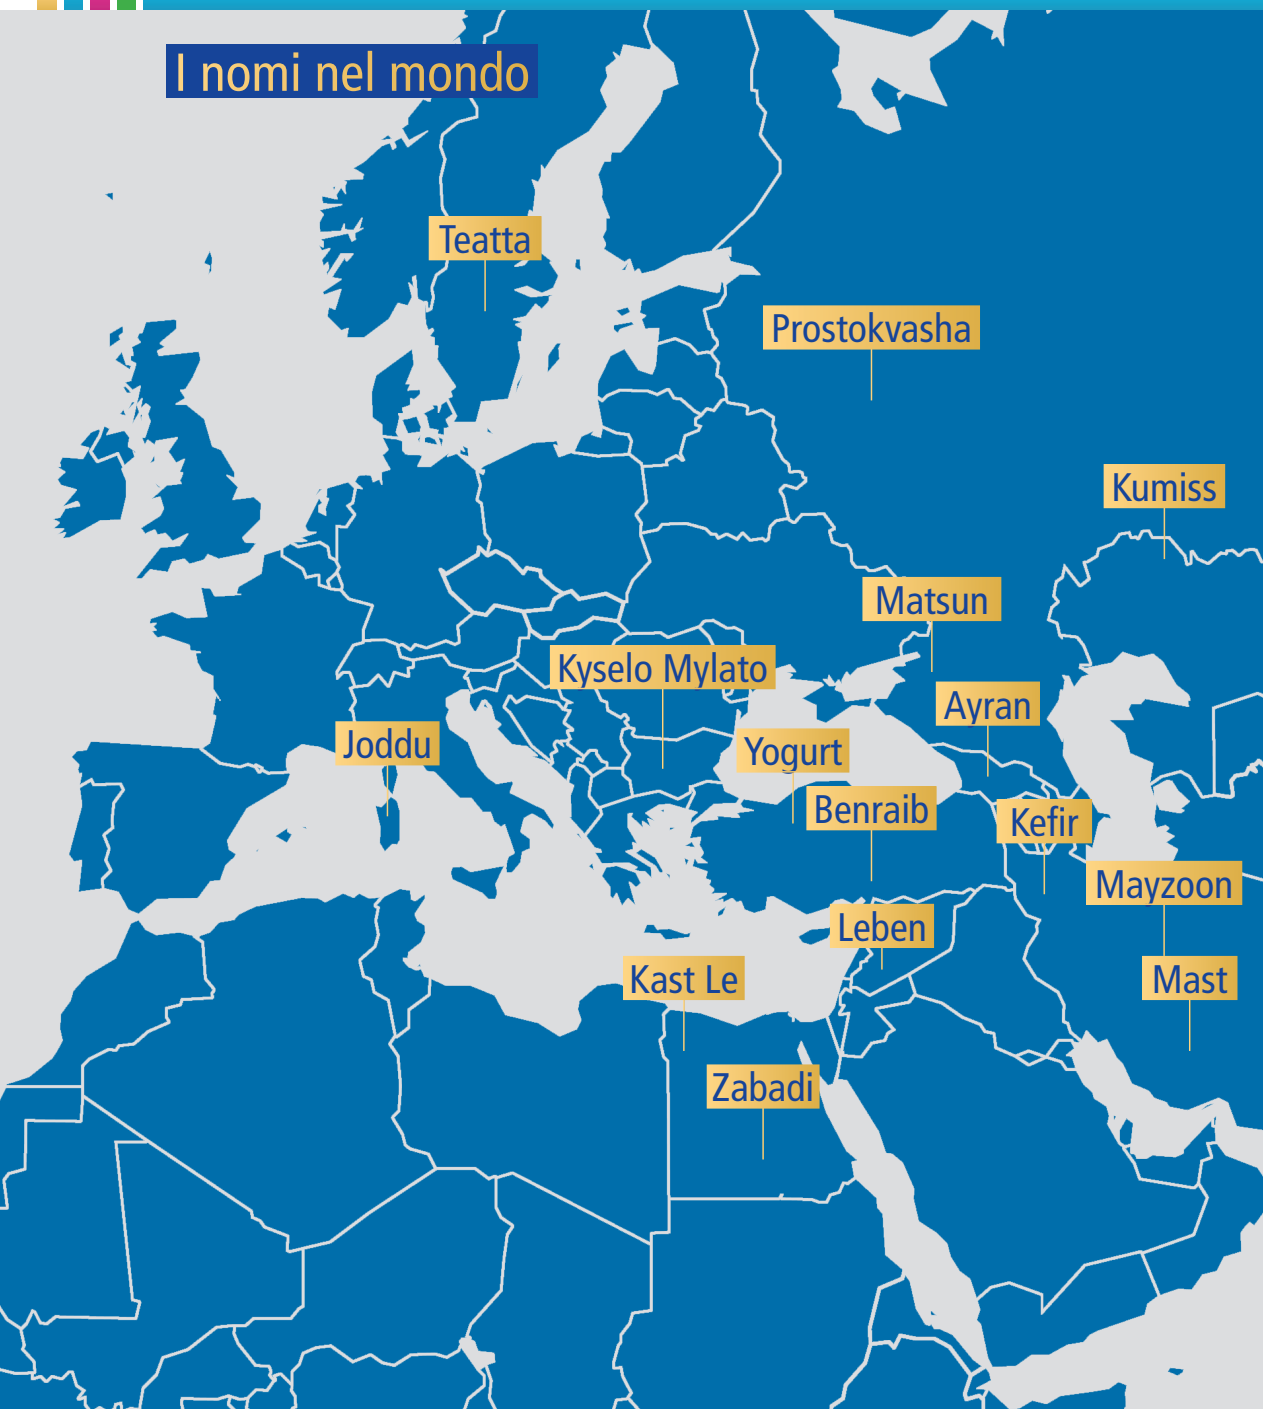 I nomi nel mondo
Teatta
Prostokvasha
Kumiss
Matsun
Kyselo Mylato
Ayran
Joddu
Yogurt
Benraib
Kefir
Mayzoon
Leben
Kast Le
Mast
Zabadi